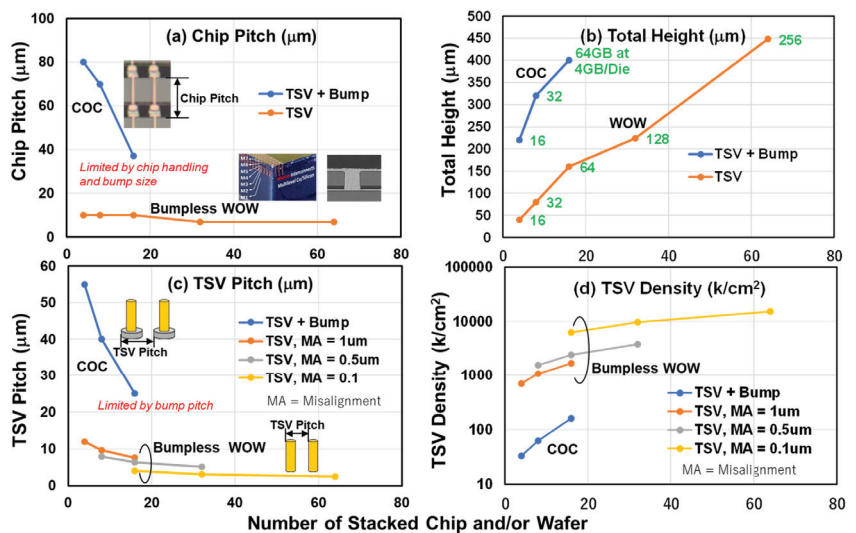 (a) Chip Pitch (μm)
Chip Pitch (μm)
100
80
60
40
20
0
0
20
40
60
80
COC
Chip Pitch
TSV + Bump
TSV
Limited by chip handling
and bump size
Bumpless WOW
(b) Total Height (μm)
Total Height (μm)
500
450
400
350
300
250
200
150
100
50
0
0
20
40
60
80
COC
64GB at
4GB/Die
32
16
WOW
256
128
64
32
16
TSV + Bump
TSV
(c) TSV Pitch (μm)
TSV Pitch (μm)
60
50
40
30
20
10
0
0
20
40
60
80
COC
TSV Pitch
TSV + Bump
TSV, MA = 1um
TSV, MA = 0.5um
TSV, MA = 0.1
MA = Misalignment
Limited by bump pitch
Bumpless WOW
TSV Pitch
(d) TSV Density (k/cm²)
TSV Density (k/cm²)
100000
10000
1000
100
10
0
20
40
60
80
Bumpless WOW
COC
TSV + Bump
TSV, MA = 1um
TSV, MA = 0.5um
TSV, MA = 0.1um
MA = Misalignment
Number of Stacked Chip and/or Wafer